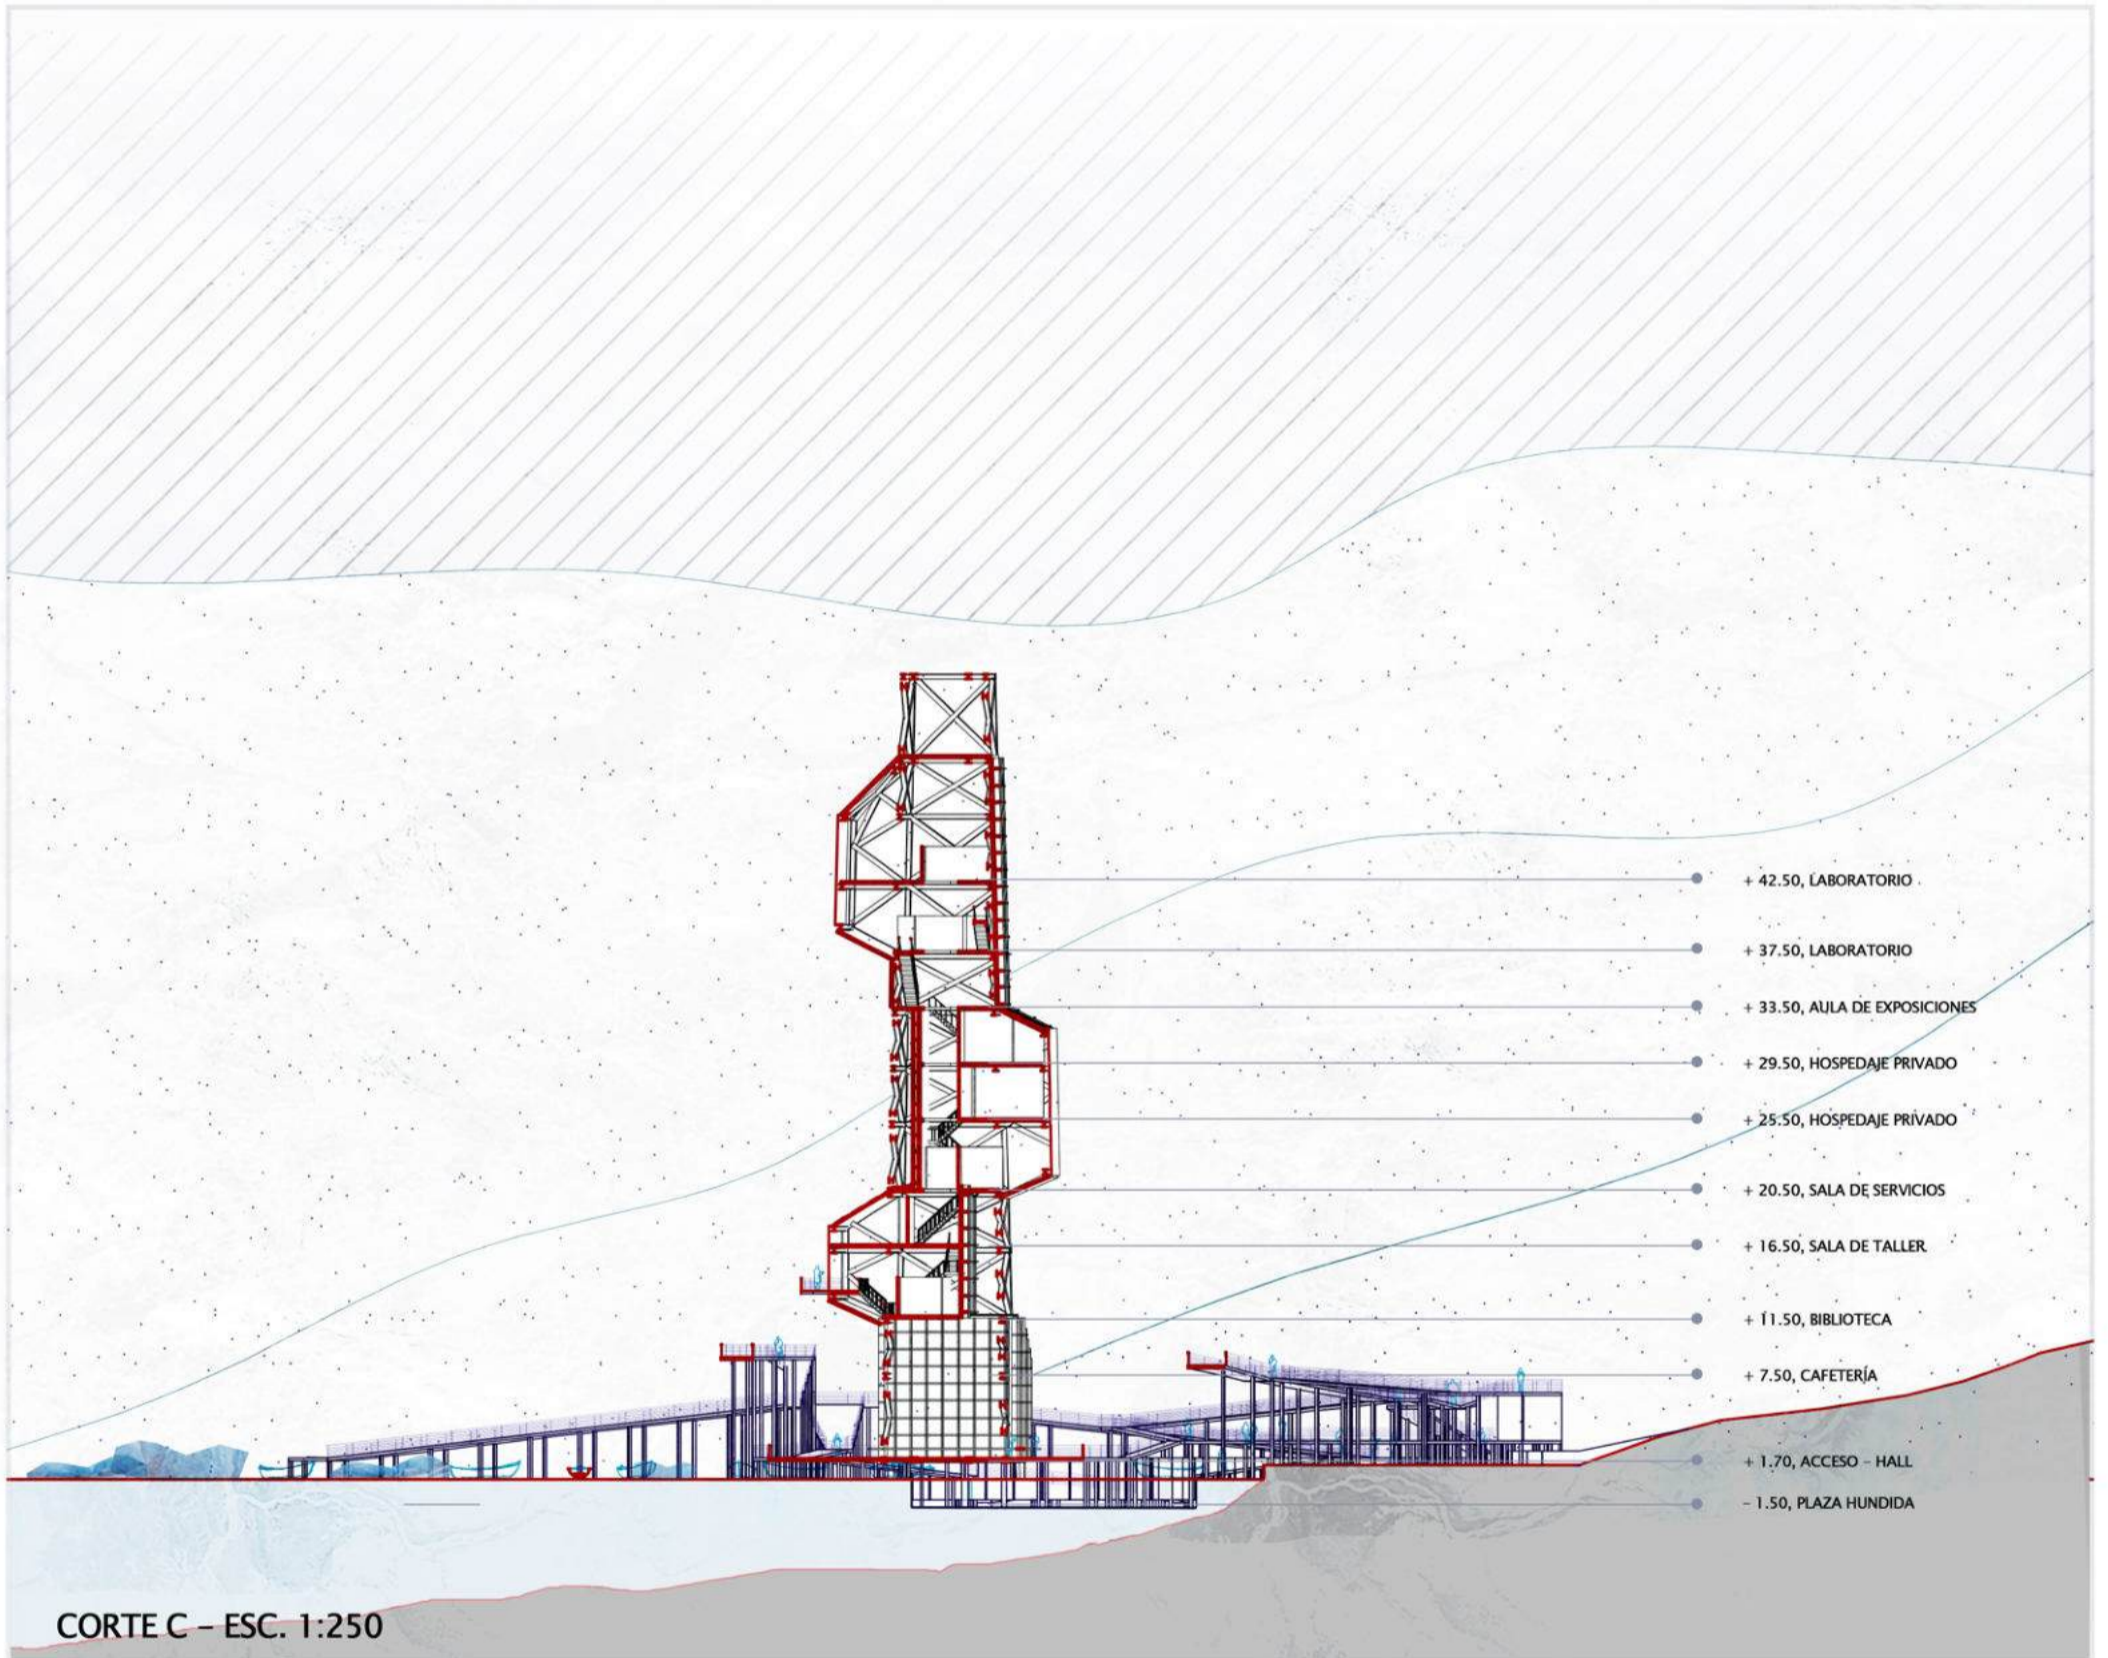 + 42.50, LABORATORIO
+ 37.50, LABORATORIO
+ 33.50, AULA DE EXPOSICIONES
+ 29.50, HOSPEDAJE PRIVADO
+ 25.50, HOSPEDAJE PRIVADO
+ 20.50, SALA DE SERVICIOS
+ 16.50, SALA DE TALLER
+ 11.50, BIBLIOTECA
+ 7.50, CAFETERÍA
+ 1.70, ACCESO - HALL
- 1.50, PLAZA HUNDIDA
CORTE C - ESC. 1:250